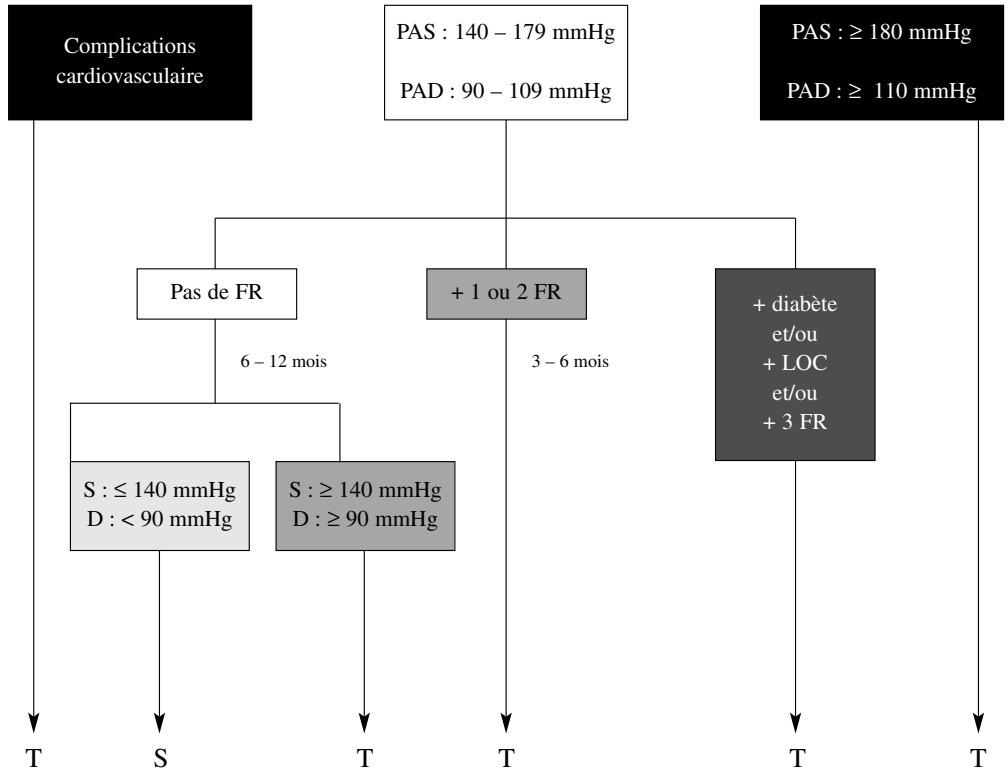 Complications
cardiovasculaire
PAS : 140 – 179 mmHg
PAD : 90 – 109 mmHg
PAS : ≥ 180 mmHg
PAD : ≥ 110 mmHg
Pas de FR
+ 1 ou 2 FR
+ diabète
et/ou
+ LOC
et/ou
+ 3 FR
6 – 12 mois
3 – 6 mois
S : ≤ 140 mmHg
D : < 90 mmHg
S : ≥ 140 mmHg
D : ≥ 90 mmHg
T
S
T
T
T
T